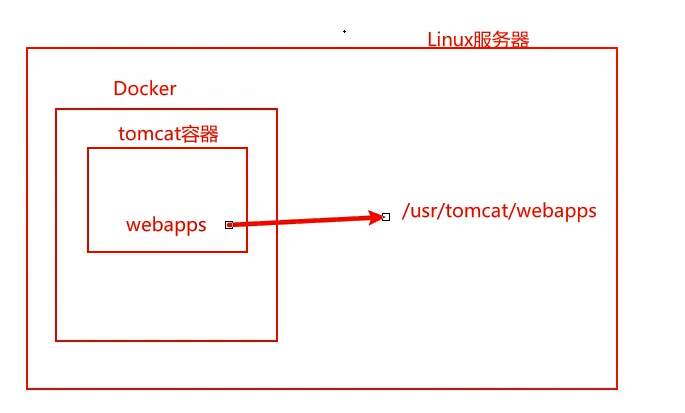 Linux服务器
Docker
tomcat容器
webapps
/usr/tomcat/webapps